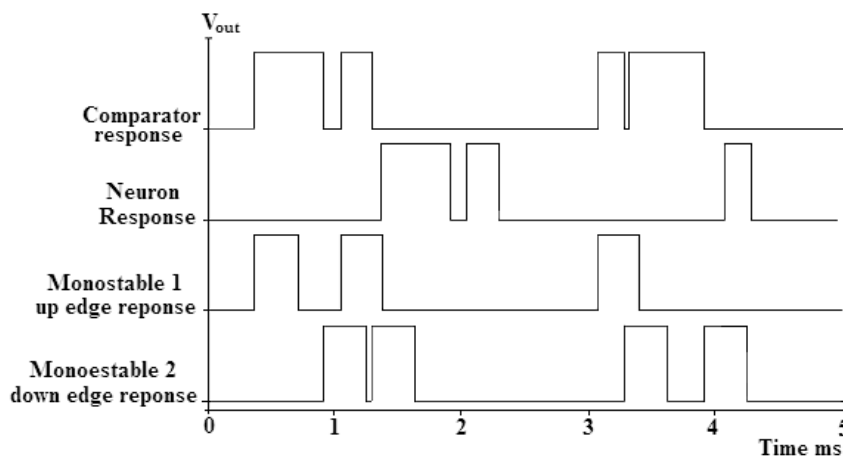 Vout
Comparator
response
Neuron
Response
Monostable 1
up edge reponse
Monoestable 2
down edge reponse
0 1 2 3 4 5
Time ms